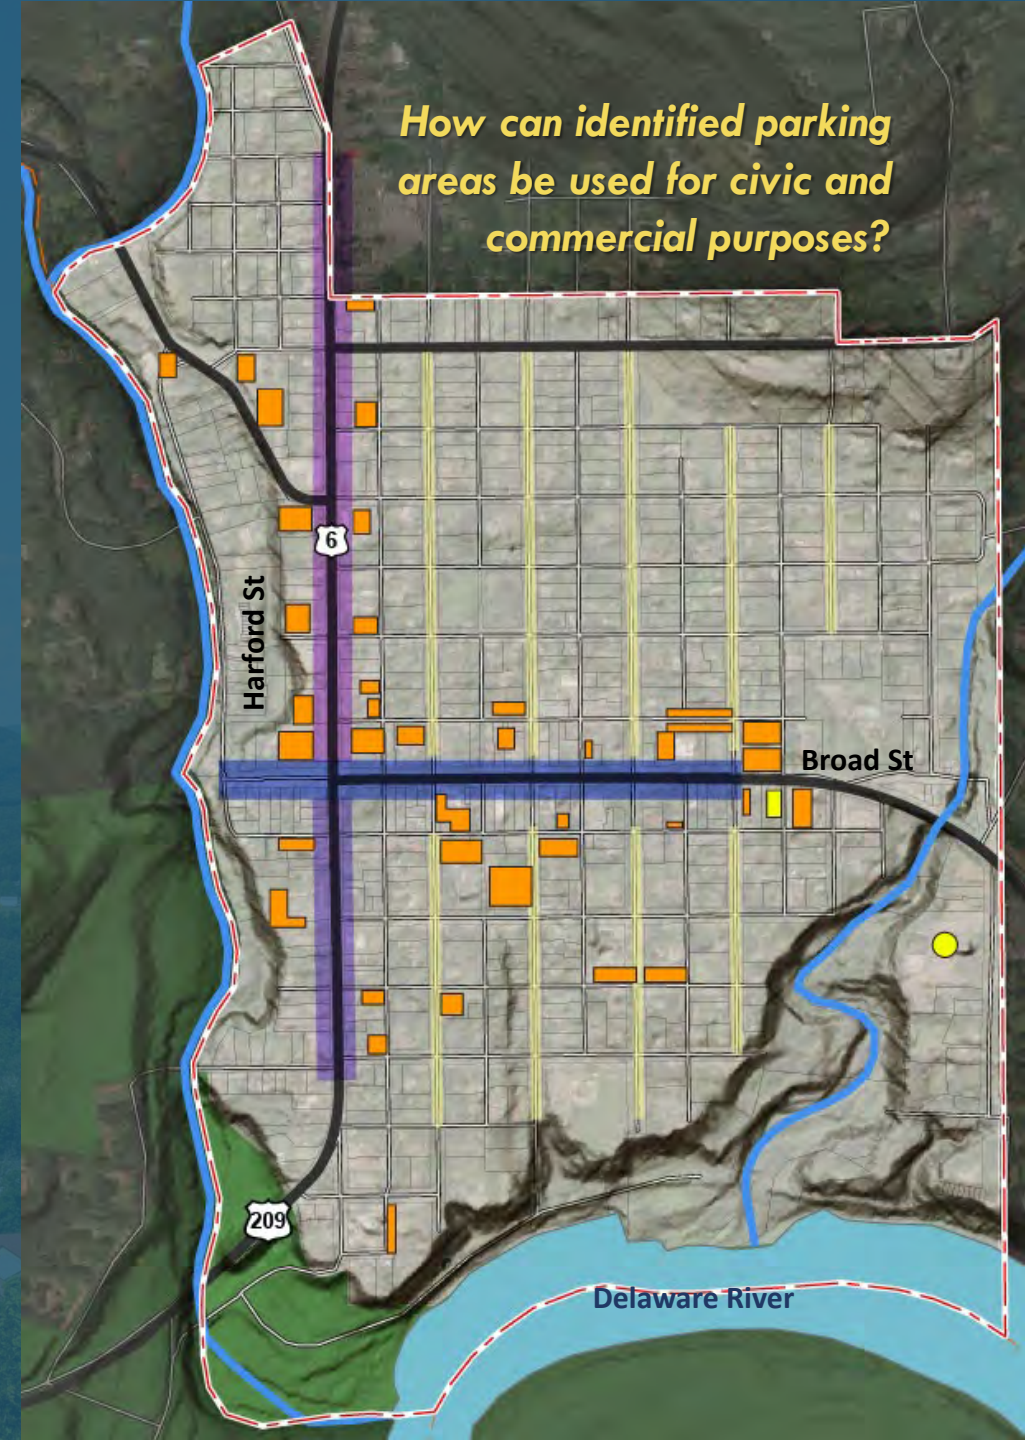 How can identified parking
areas be used for civic and
commercial purposes?
6
Harford St
Broad St
209
Delaware River